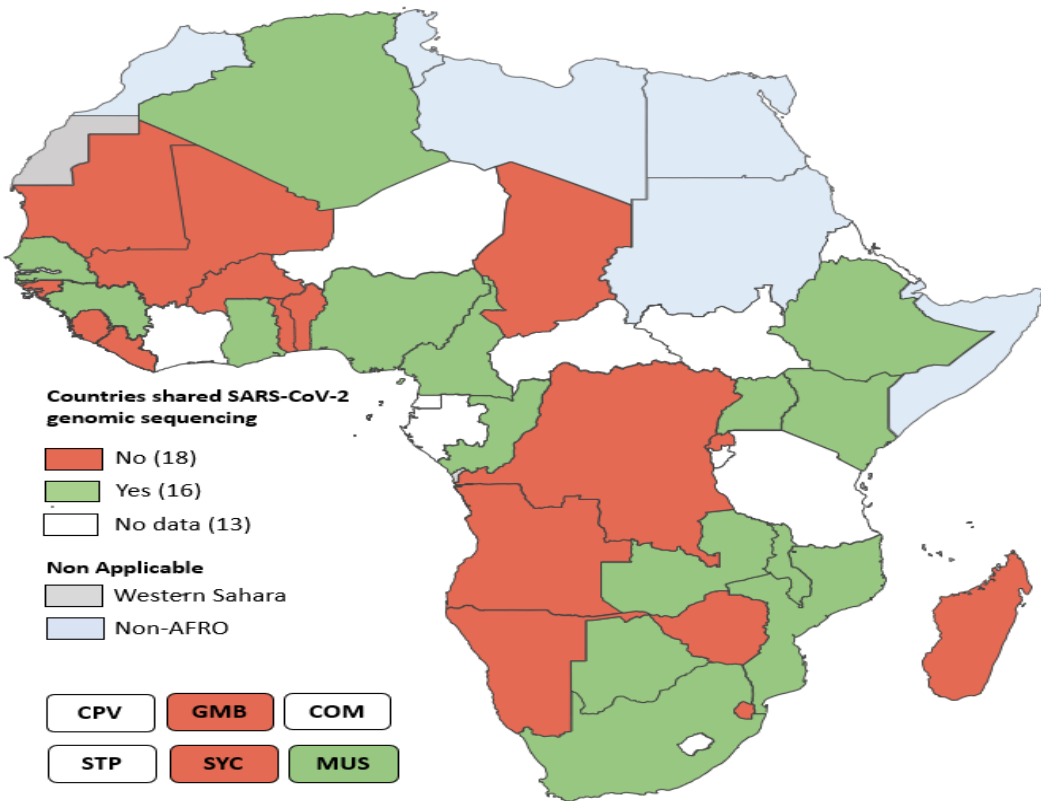 Countries shared SARS-CoV-2
genomic sequencing
No (18)
Yes (16)
No data (13)
Non Applicable
Western Sahara
Non-AFRO
CPV GMB COM
STP SYC MUS